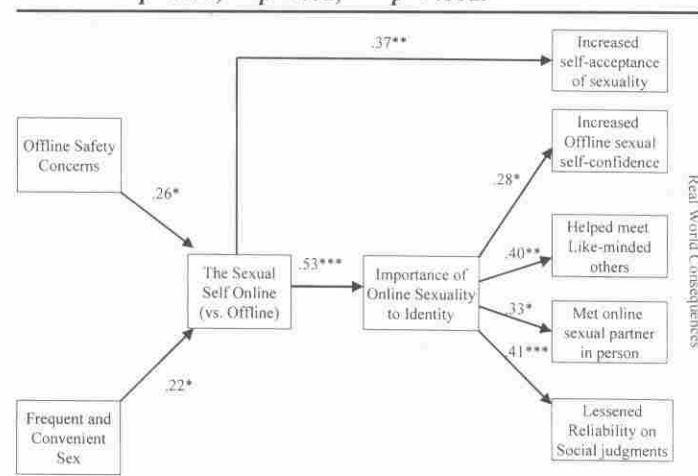 .37**
Increased
self-acceptance
of sexuality
Offline Safety
Concerns
Increased
Offline sexual
self-confidence
.26*
.28*
Real World Consequences
The Sexual
Self Online
(vs. Offline)
.53***
Importance of
Online Sexuality
to Identity
.40**
Helped meet
Like-minded
others
.33*
Met online
sexual partner
in person
.22*
.41***
Frequent and
Convenient
Sex
Lessened
Reliability on
Social judgments